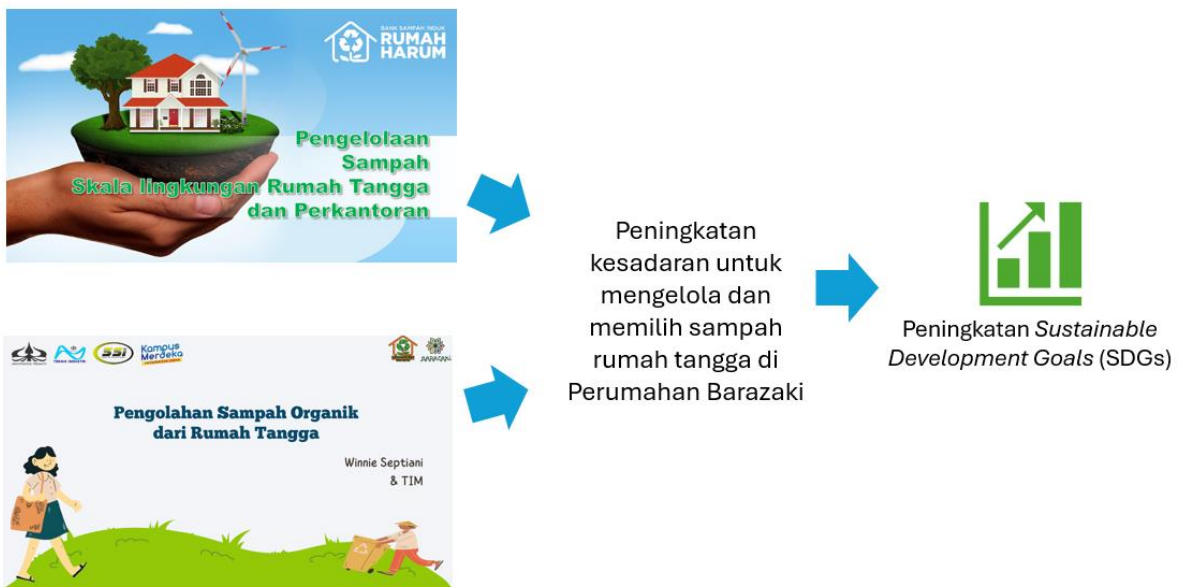 BANK SAMPAH INDUK
RUMAH
HARUM
Pengelolaan
Sampah
Skala lingkungan Rumah Tangga
dan Perkantoran
Peningkatan
kesadaran untuk
mengelola dan
memilih sampah
rumah tangga di
Perumahan Barazaki
Peningkatan Sustainable
Development Goals (SDGs)
SSI
Kampus
Merdeka
Pengolahan Sampah Organik
dari Rumah Tangga
Winnie Septiani
& TIM